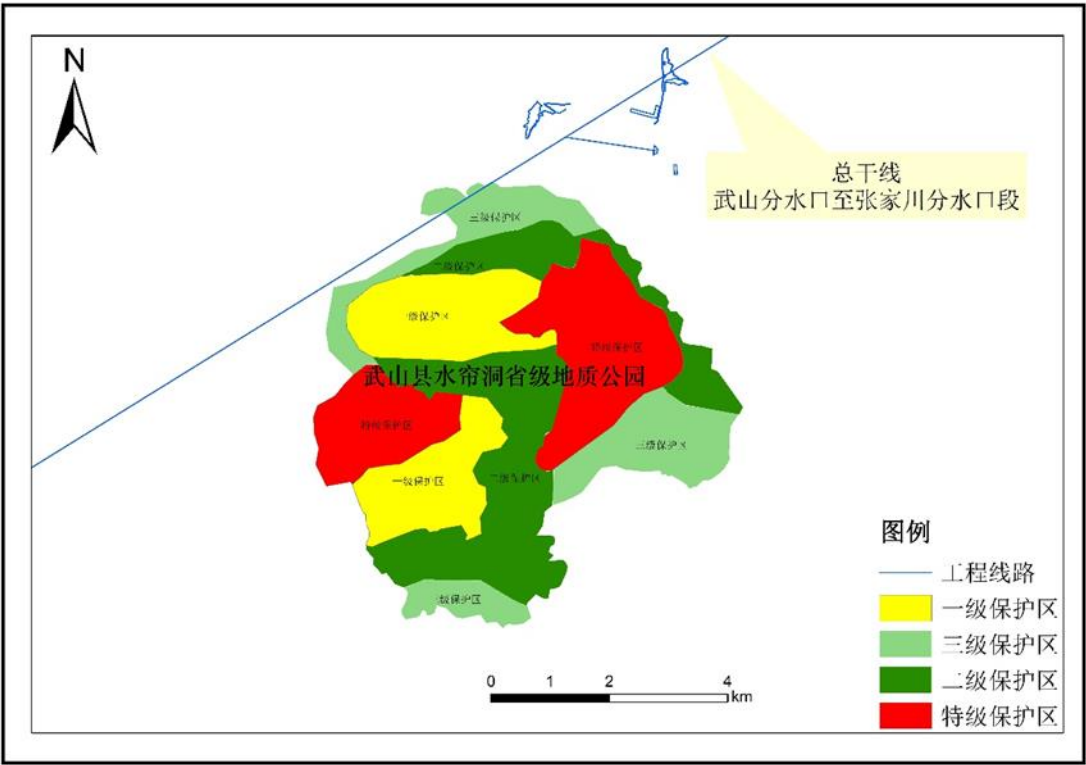 N
总干线
武山分水口至张家川分水口段
三级保护区
二级保护区
一级保护区
特级保护区
武山县水帘洞省级地质公园
特级保护区
三级保护区
一级保护区
二级保护区
三级保护区
图例
工程线路
一级保护区
三级保护区
二级保护区
特级保护区
0 1 2 4
km